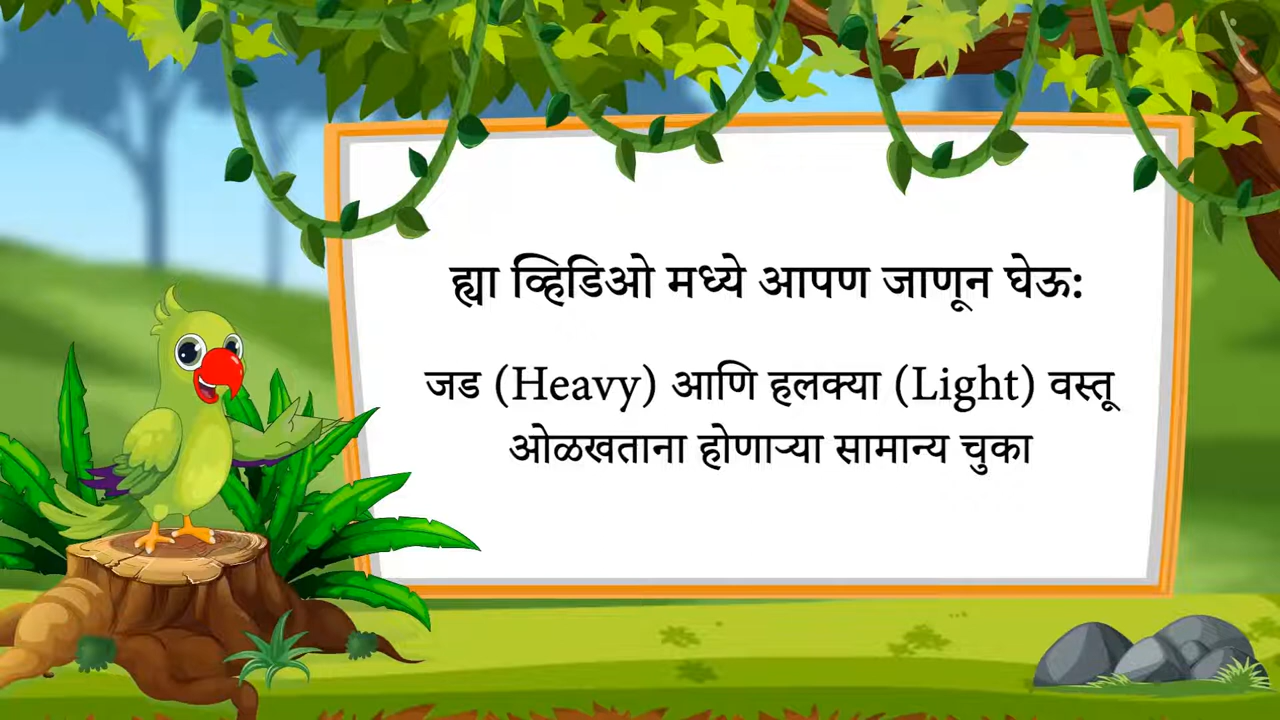 ह्या व्हिडिओ मध्ये आपण जाणून घेऊ:
जड (Heavy) आणि हलक्या (Light) वस्तू
ओळखताना होणाऱ्या सामान्य चुका